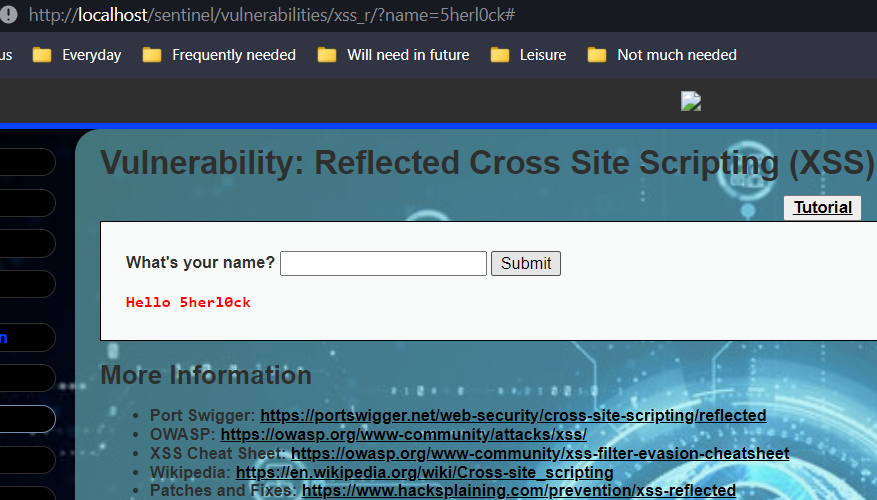 http://localhost/sentinel/vulnerabilities/xss_r/?name=5herl0ck#
us Everyday Frequently needed Will need in future Leisure Not much needed
Vulnerability: Reflected Cross Site Scripting (XSS)
Tutorial
What's your name? Submit
Hello 5herl0ck
n
More Information
• Port Swigger: https://portswigger.net/web-security/cross-site-scripting/reflected
• OWASP: https://owasp.org/www-community/attacks/xss/
• XSS Cheat Sheet: https://owasp.org/www-community/xss-filter-evasion-cheatsheet
• Wikipedia: https://en.wikipedia.org/wiki/Cross-site_scripting
• Patches and Fixes: https://www.hacksplaining.com/prevention/xss-reflected